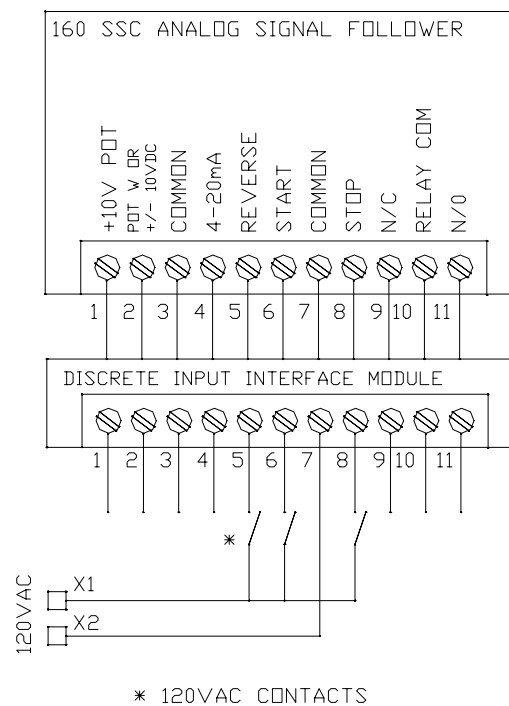 160 SSC ANALOG SIGNAL FOLLOWER
+10V POT
POT W OR
+/- 10VDC
COMMON
4-20mA
REVERSE
START
COMMON
STOP
N/C
RELAY COM
N/O
1 2 3 4 5 6 7 8 9 10 11
DISCRETE INPUT INTERFACE MODULE
1 2 3 4 5 6 7 8 9 10 11
*
120VAC
X1
X2
* 120VAC CONTACTS